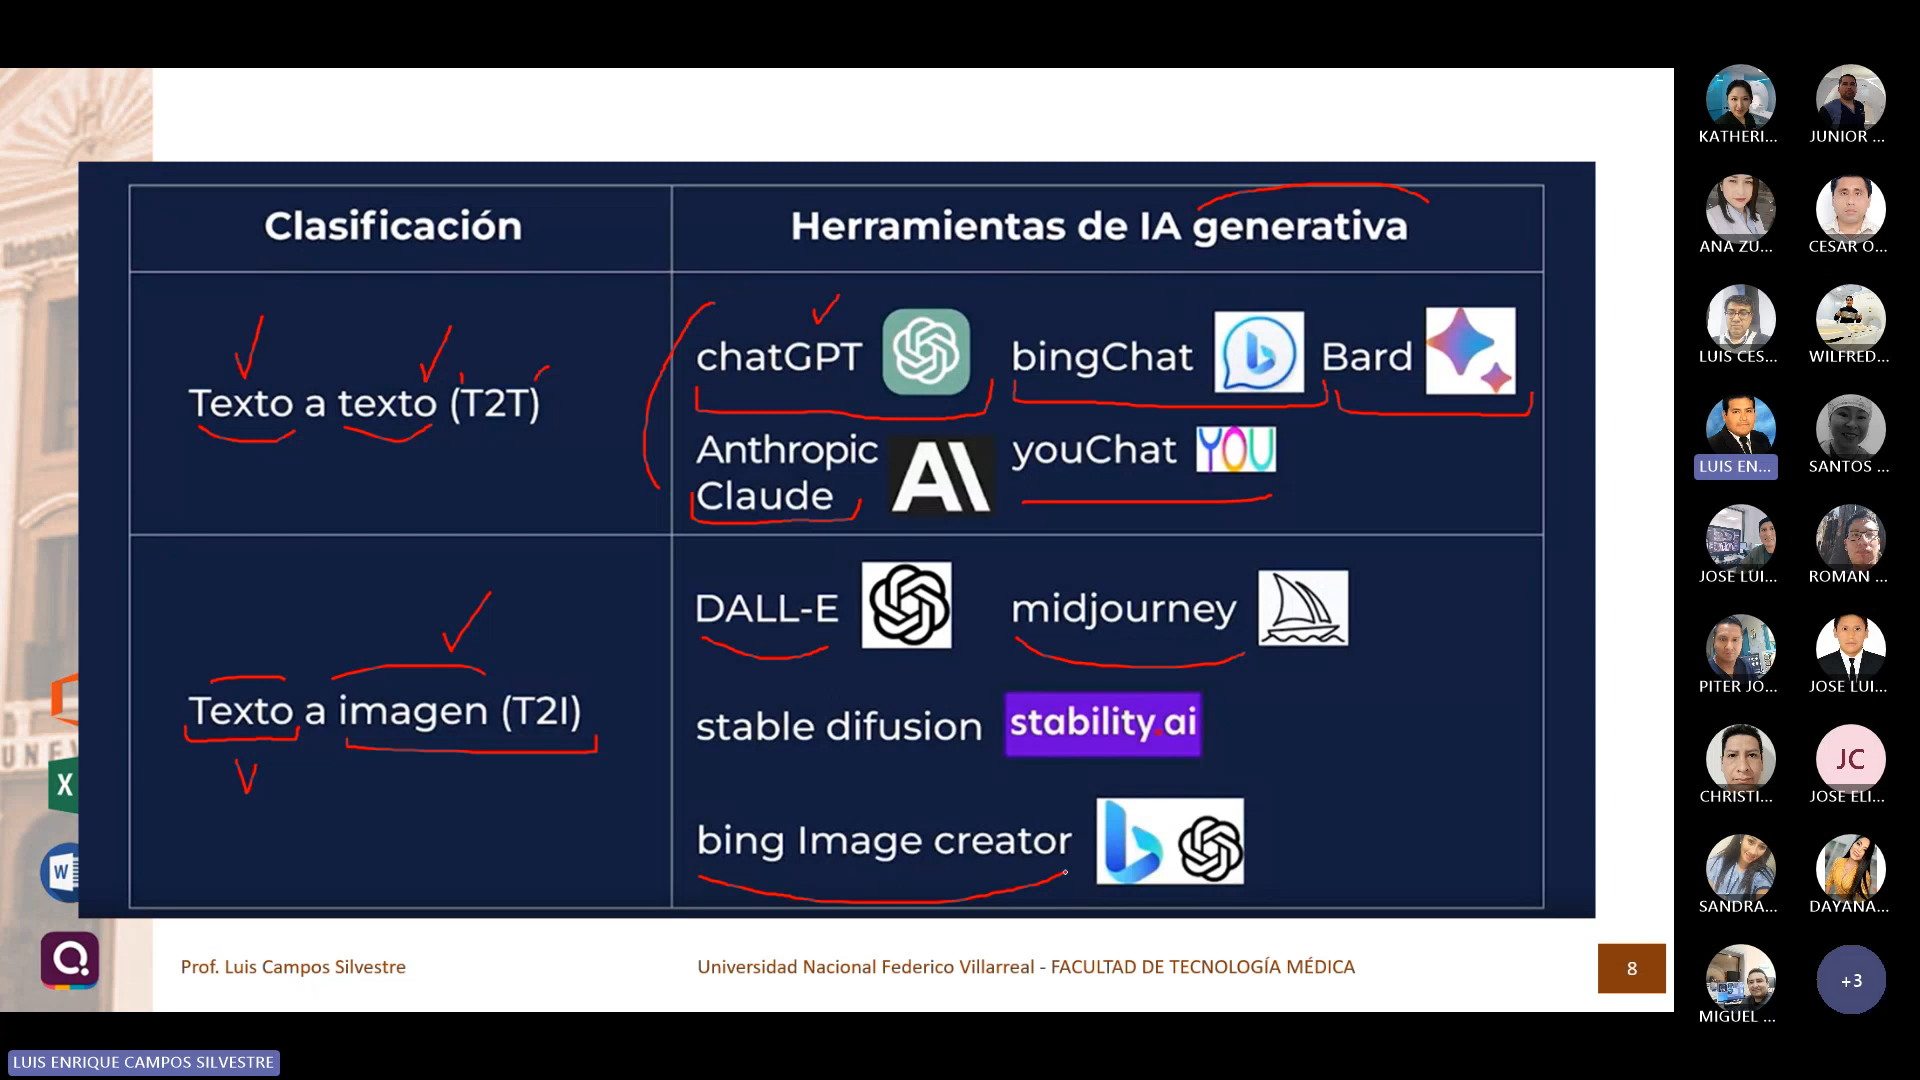 Clasificación
Herramientas de IA generativa
Texto a texto (T2T)
chatGPT
bingChat
Bard
Anthropic
Claude
AI
youChat
YOU
Texto a imagen (T2I)
DALL-E
midjourney
stable difusion
stability.ai
bing Image creator
X
W
Prof. Luis Campos Silvestre
Universidad Nacional Federico Villarreal - FACULTAD DE TECNOLOGÍA MÉDICA
8
KATHERI...
JUNIOR ...
ANA ZU...
CESAR O...
LUIS CES...
WILFRED...
LUIS EN...
SANTOS ...
JOSE LUI...
ROMAN ...
PITER JO...
JOSE LUI...
CHRISTI...
JC
JOSE ELI...
SANDRA...
DAYANA...
MIGUEL ...
+3
LUIS ENRIQUE CAMPOS SILVESTRE